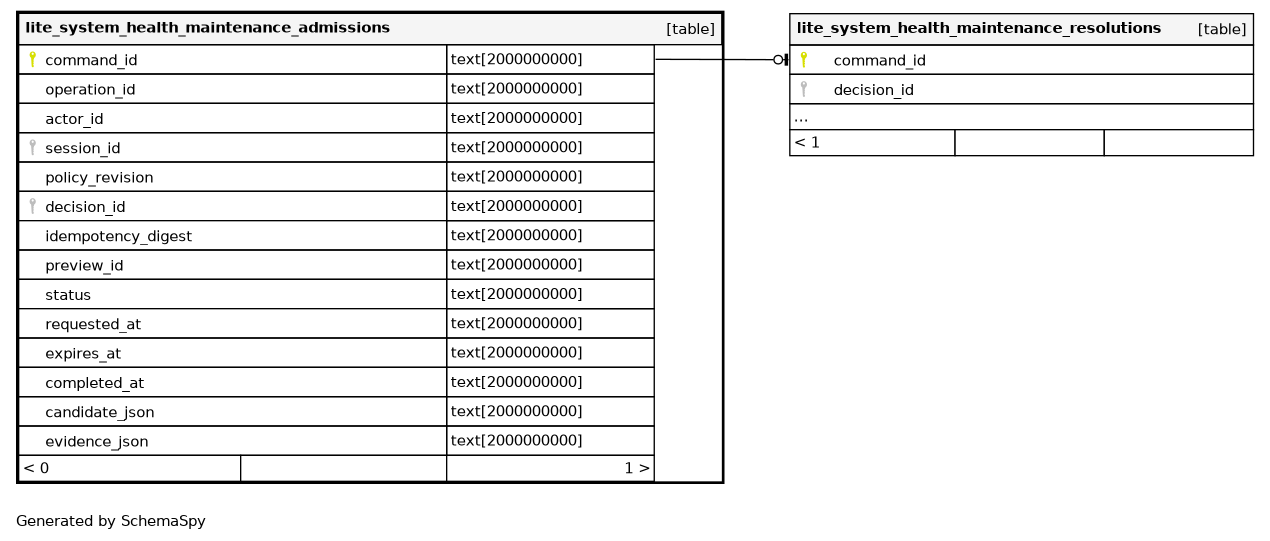 lite_system_health_maintenance_admissions [table]
command_id text[2000000000]
operation_id text[2000000000]
actor_id text[2000000000]
session_id text[2000000000]
policy_revision text[2000000000]
decision_id text[2000000000]
idempotency_digest text[2000000000]
preview_id text[2000000000]
status text[2000000000]
requested_at text[2000000000]
expires_at text[2000000000]
completed_at text[2000000000]
candidate_json text[2000000000]
evidence_json text[2000000000]
< 0 1 >
lite_system_health_maintenance_resolutions [table]
command_id
decision_id
...
< 1
Generated by SchemaSpy